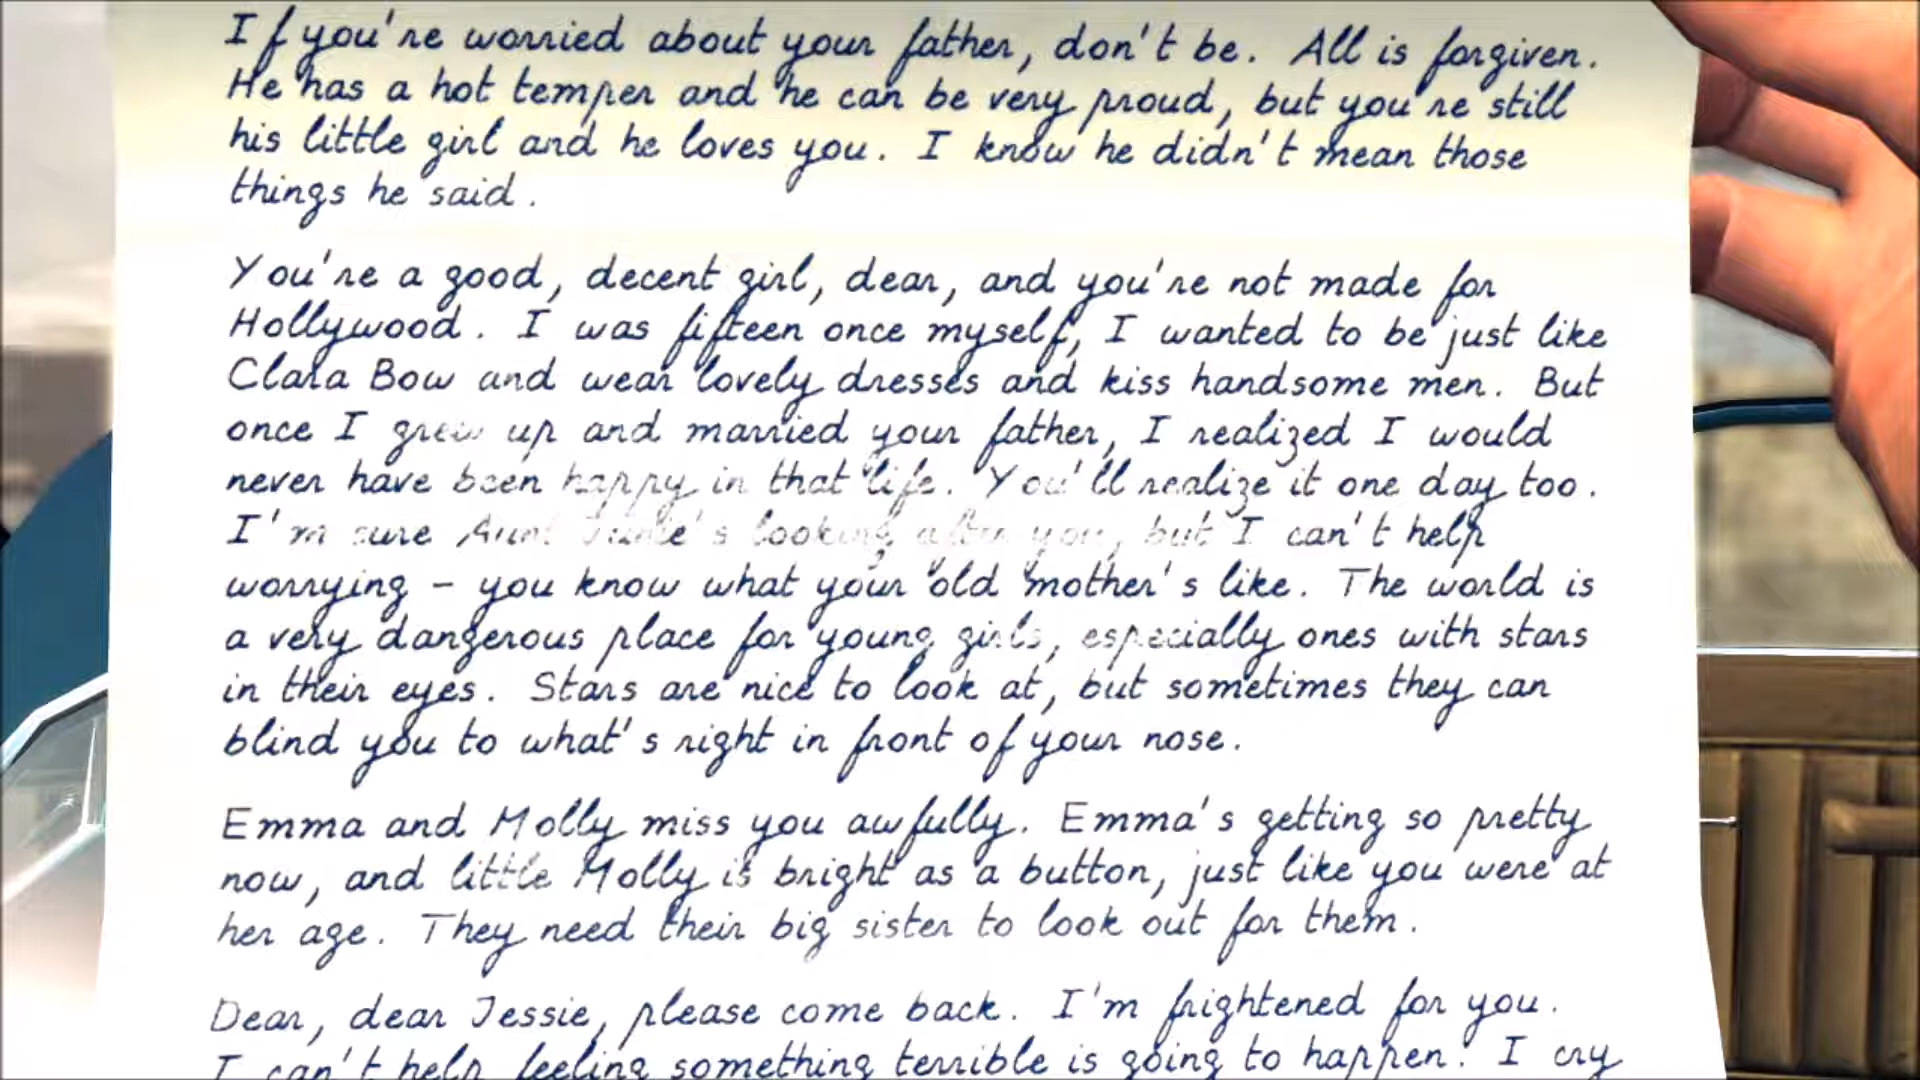 If you're worried about your father, don't be. All is forgiven.
He has a hot temper and he can be very proud, but you're still
his little girl and he loves you. I know he didn't mean those
things he said.
You're a good, decent girl, dear, and you're not made for
Hollywood. I was fifteen once myself, I wanted to be just like
Clara Bow and wear lovely dresses and kiss handsome men. But
once I grew up and married your father, I realized I would
never have been happy in that life. You'll realize it one day too.
I'm sure Aunt looking after you, but I can't help
worrying - you know what your old mother's like. The world is
a very dangerous place for young girls, especially ones with stars
in their eyes. Stars are nice to look at, but sometimes they can
blind you to what's right in front of your nose.
Emma and Molly miss you awfully. Emma's getting so pretty
now, and little Molly is bright as a button, just like you were at
her age. They need their big sister to look out for them.
Dear, dear Jessie, please come back. I'm frightened for you.
I can't help feeling something terrible is going to happen. I cry